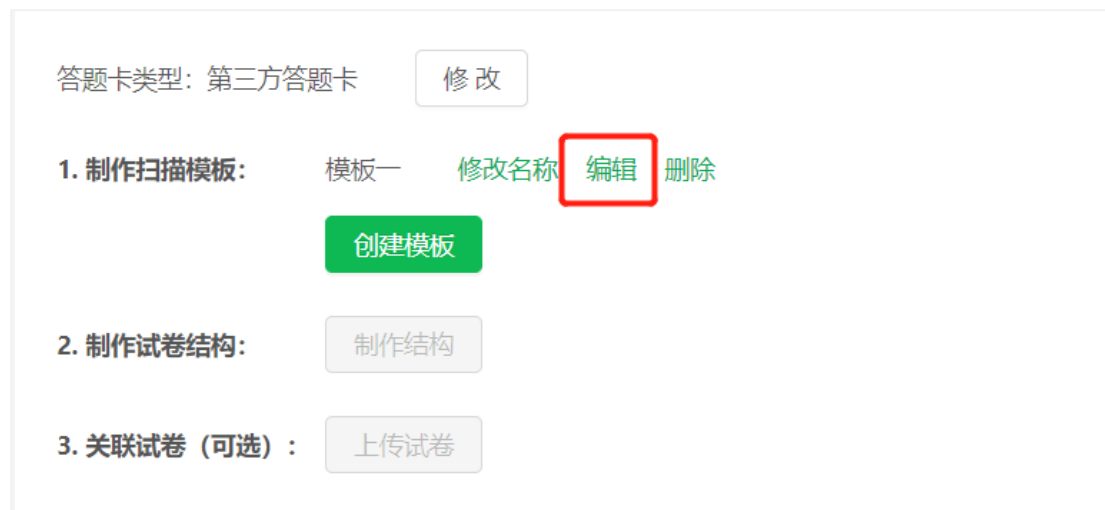 答题卡类型：第三方答题卡 修 改
1. 制作扫描模板： 模板一 修改名称 编辑 删除
创建模板
2. 制作试卷结构： 制作结构
3. 关联试卷（可选）： 上传试卷